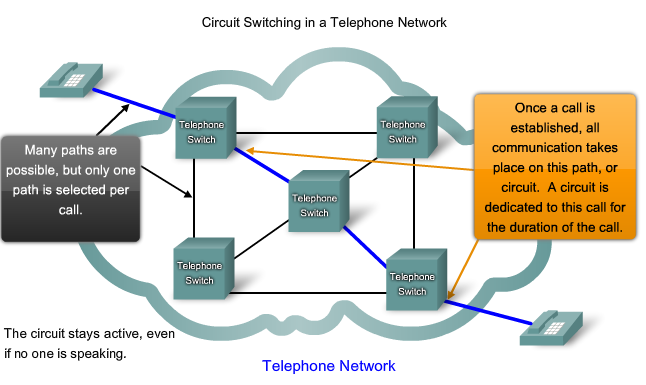 Circuit Switching in a Telephone Network
Telephone
Switch
Telephone
Switch
Many paths are
possible, but only one
path is selected per
call.
Once a call is
established, all
communication takes
place on this path, or
circuit. A circuit is
dedicated to this call for
the duration of the call.
Telephone
Switch
Telephone
Switch
Telephone
Switch
The circuit stays active, even
if no one is speaking.
Telephone Network